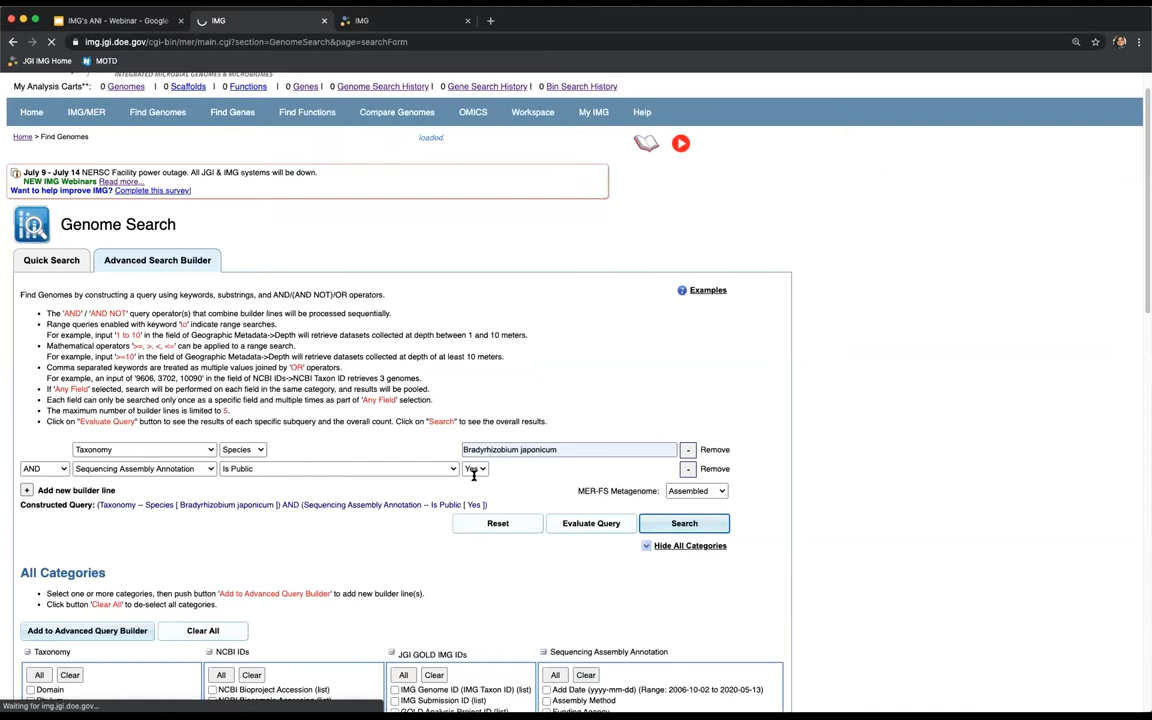 IMG's ANI - Webinar - Google
IMG
IMG
img.jgi.doe.gov/cgi-bin/mer/main.cgi?section=GenomeSearch&page=searchForm
JGI IMG Home MOTD
INTEGRATED MICROBIAL GENOMES & MICROBIOMES
My Analysis Carts**: 0 Genomes | 0 Scaffolds | 0 Functions | 0 Genes | 0 Genome Search History | 0 Gene Search History | 0 Bin Search History
Home IMG/MER Find Genomes Find Genes Find Functions Compare Genomes OMICS Workspace My IMG Help
Home > Find Genomes loaded.
July 9 - July 14 NERSC Facility power outage. All JGI & IMG systems will be down.
NEW IMG Webinars Read more...
Want to help improve IMG? Complete this survey!
Genome Search
Quick Search Advanced Search Builder
Find Genomes by constructing a query using keywords, substrings, and AND/(AND NOT)/OR operators. Examples
• The 'AND' / 'AND NOT' query operator(s) that combine builder lines will be processed sequentially.
• Range queries enabled with keyword 'to' indicate range searches.
For example, input '1 to 10' in the field of Geographic Metadata->Depth will retrieve datasets collected at depth between 1 and 10 meters.
• Mathematical operators '>=, >, <, <=' can be applied to a range search.
For example, input '>=10' in the field of Geographic Metadata->Depth will retrieve datasets collected at depth of at least 10 meters.
• Comma separated keywords are treated as multiple values joined by 'OR' operators.
For example, an input of '9606, 3702, 10090' in the field of NCBI IDs->NCBI Taxon ID retrieves 3 genomes.
• If 'Any Field' selected, search will be performed on each field in the same category, and results will be pooled.
• Each field can only be searched only once as a specific field and multiple times as part of 'Any Field' selection.
• The maximum number of builder lines is limited to 5.
• Click on "Evaluate Query" button to see the results of each specific subquery and the overall count. Click on "Search" to see the overall results.
Taxonomy Species Bradyrhizobium japonicum - Remove
AND Sequencing Assembly Annotation Is Public Yes - Remove
+ Add new builder line MER-FS Metagenome: Assembled
Constructed Query: (Taxonomy -- Species [ Bradyrhizobium japonicum ]) AND (Sequencing Assembly Annotation -- Is Public [ Yes ])
Reset Evaluate Query Search
Hide All Categories
All Categories
• Select one or more categories, then push button 'Add to Advanced Query Builder' to add new builder line(s).
• Click button 'Clear All' to de-select all categories.
Add to Advanced Query Builder Clear All
Taxonomy NCBI IDs JGI GOLD IMG IDs Sequencing Assembly Annotation
All Clear All Clear All Clear All Clear
Domain NCBI Bioproject Accession (list) IMG Genome ID (IMG Taxon ID) (list) Add Date (yyyy-mm-dd) (Range: 2006-10-02 to 2020-05-13)
Phylum NCBI Biosample Accession (list) IMG Submission ID (list) Assembly Method
GOLD Analysis Project ID (list) Funding Agency
Waiting for img.jgi.doe.gov...